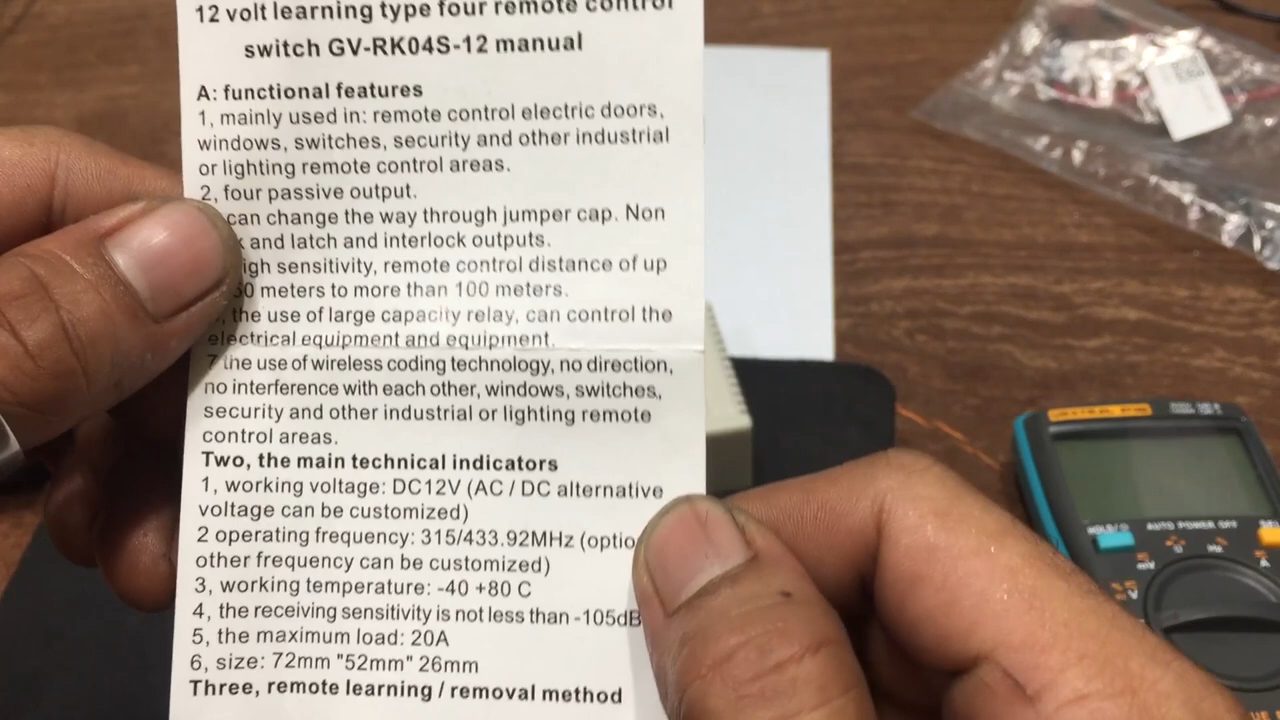 12 volt learning type four remote control
switch GV-RK04S-12 manual
A: functional features
1, mainly used in: remote control electric doors,
windows, switches, security and other industrial
or lighting remote control areas.
2, four passive output.
can change the way through jumper cap. Non
and latch and interlock outputs.
sensitivity, remote control distance of up
meters to more than 100 meters.
the use of large capacity relay, can control the
electrical equipment and equipment.
7 the use of wireless coding technology, no direction,
no interference with each other, windows, switches,
security and other industrial or lighting remote
control areas.
Two, the main technical indicators
1, working voltage: DC12V (AC / DC alternative
voltage can be customized)
2 operating frequency: 315/433.92MHz
other frequency can be customized)
3, working temperature: -40 +80 C
4, the receiving sensitivity is not less than -105dB
5, the maximum load: 20A
6, size: 72mm "52mm" 26mm
Three, remote learning / removal method
HOLD/
AUTO POWER OFF
SEL
mV
Hz
A
V